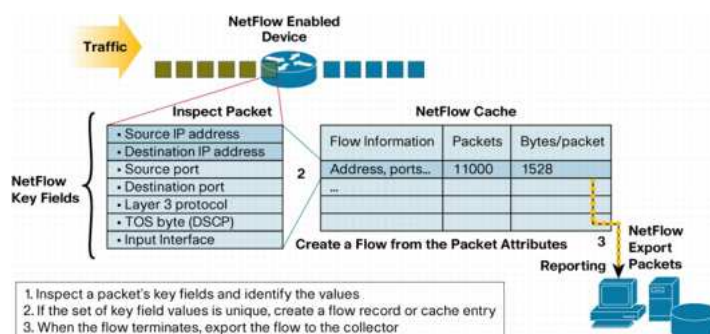 NetFlow Enabled
Device
Traffic
Inspect Packet
NetFlow Cache
NetFlow
Key Fields
• Source IP address
• Destination IP address
• Source port
• Destination port
• Layer 3 protocol
• TOS byte (DSCP)
• Input Interface
2
Flow Information Packets Bytes/packet
Address, ports... 11000 1528
...
Create a Flow from the Packet Attributes
3
NetFlow
Export
Packets
Reporting
1. Inspect a packet's key fields and identify the values
2. If the set of key field values is unique, create a flow record or cache entry
3. When the flow terminates, export the flow to the collector